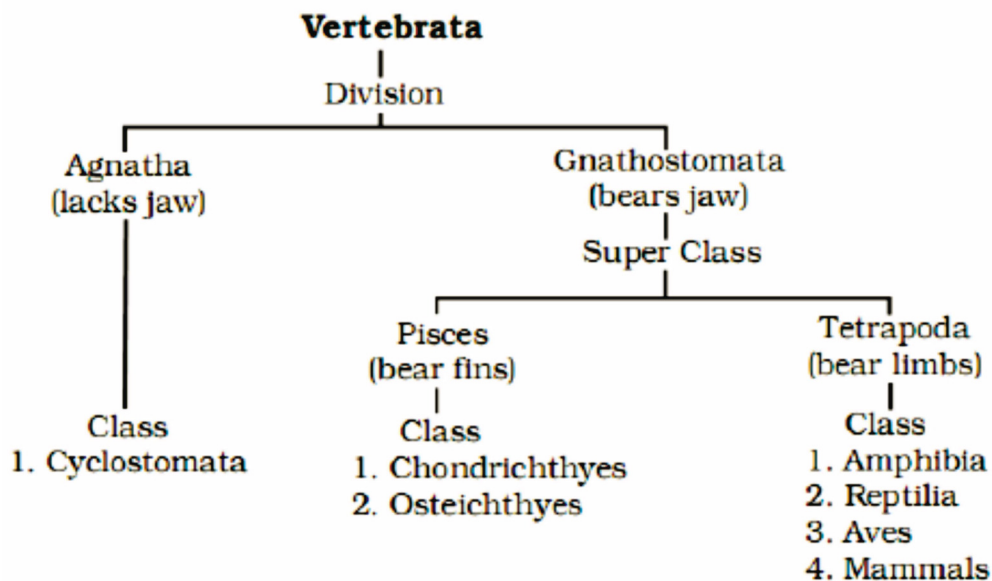 Vertebrata
Division
Agnatha
(lacks jaw)
Gnathostomata
(bears jaw)
Super Class
Pisces
(bear fins)
Tetrapoda
(bear limbs)
Class
1. Cyclostomata
Class
1. Chondrichthyes
2. Osteichthyes
Class
1. Amphibia
2. Reptilia
3. Aves
4. Mammals